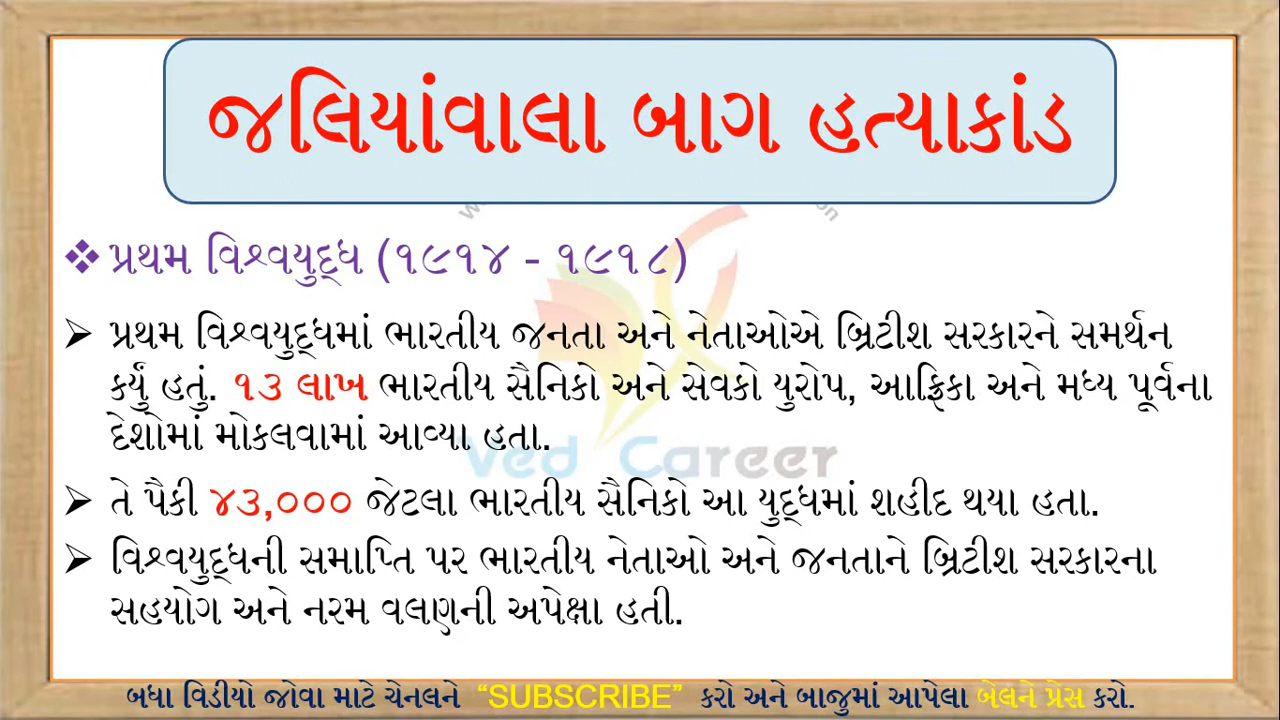 જલિયાંવાલા બાગ હત્યાકાંડ
❖ પ્રથમ વિશ્વયુદ્ધ (૧૯૧૪ - ૧૯૧૮)
➢ પ્રથમ વિશ્વયુદ્ધમાં ભારતીય જનતા અને નેતાઓએ બ્રિટીશ સરકારને સમર્થન
કર્યું હતું. ૧૩ લાખ ભારતીય સૈનિકો અને સેવકો યુરોપ, આફ્રિકા અને મધ્ય પૂર્વના
દેશોમાં મોકલવામાં આવ્યા હતા.
Ved Career
➢ તે પૈકી ૪૩,૦૦૦ જેટલા ભારતીય સૈનિકો આ યુદ્ધમાં શહીદ થયા હતા.
➢ વિશ્વયુદ્ધની સમાપ્તિ પર ભારતીય નેતાઓ અને જનતાને બ્રિટીશ સરકારના
સહયોગ અને નરમ વલણની અપેક્ષા હતી.
બધા વિડીયો જોવા માટે ચેનલને “SUBSCRIBE” કરો અને બાજુમાં આપેલા બેલને પ્રેસ કરો.